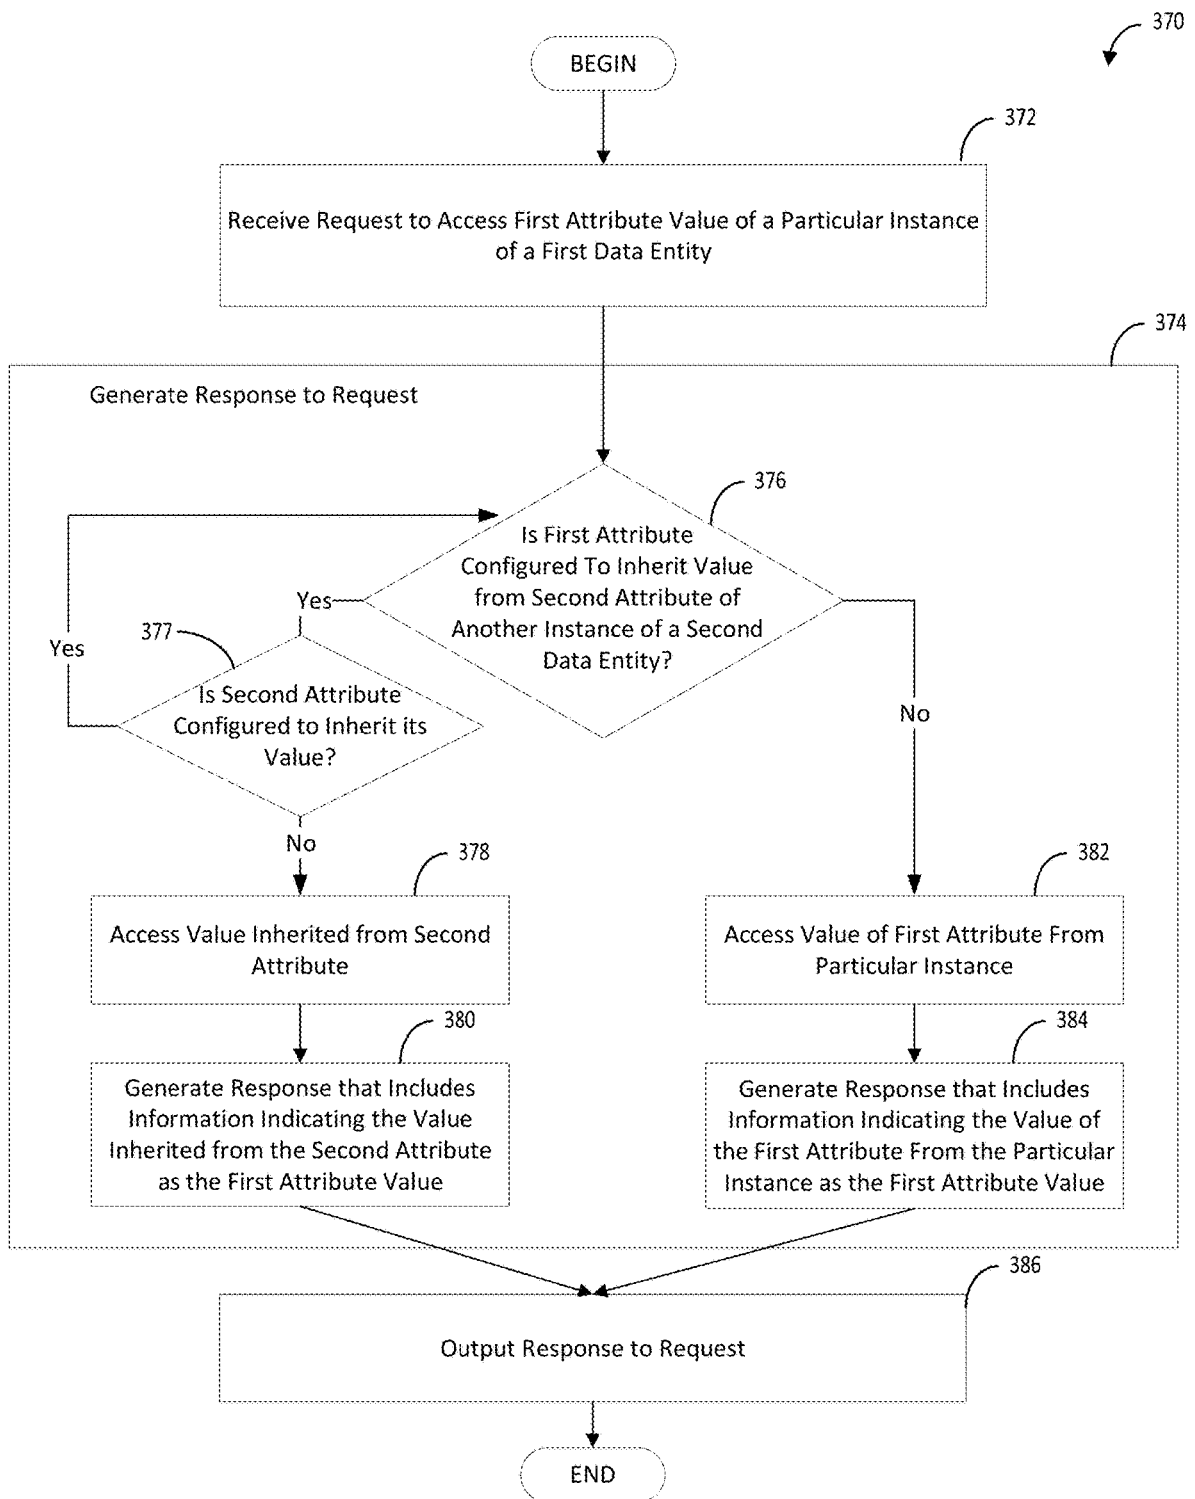 370
BEGIN
372
Receive Request to Access First Attribute Value of a Particular Instance
of a First Data Entity
374
Generate Response to Request
376
Is First Attribute
Configured To Inherit Value
from Second Attribute of
Another Instance of a Second
Data Entity?
Yes
377
Yes
Is Second Attribute
Configured to Inherit its
Value?
No
No
378
Access Value Inherited from Second
Attribute
382
Access Value of First Attribute From
Particular Instance
380
Generate Response that Includes
Information Indicating the Value
Inherited from the Second Attribute
as the First Attribute Value
384
Generate Response that Includes
Information Indicating the Value of
the First Attribute From the Particular
Instance as the First Attribute Value
386
Output Response to Request
END